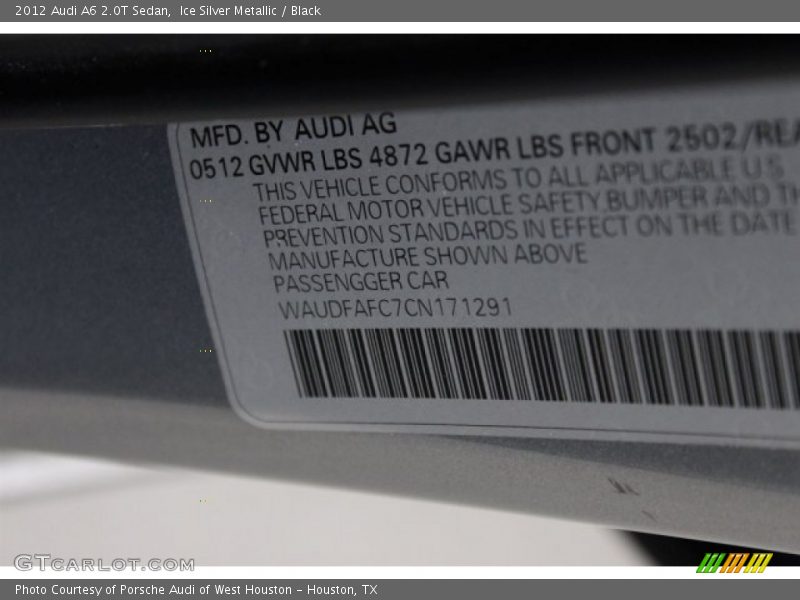 2012 Audi A6 2.0T Sedan,  Ice Silver Metallic / Black
MFD. BY AUDI AG
0512 GVWR LBS 4872 GAWR LBS FRONT 2502/REA
THIS VEHICLE CONFORMS TO ALL APPLICABLE U.S
FEDERAL MOTOR VEHICLE SAFETY BUMPER AND TH
PREVENTION STANDARDS IN EFFECT ON THE DATE
MANUFACTURE SHOWN ABOVE
PASSENGGER CAR
WAUDFAFC7CN171291
GTCARLOT.COM
Photo Courtesy of Porsche Audi of West Houston – Houston, TX